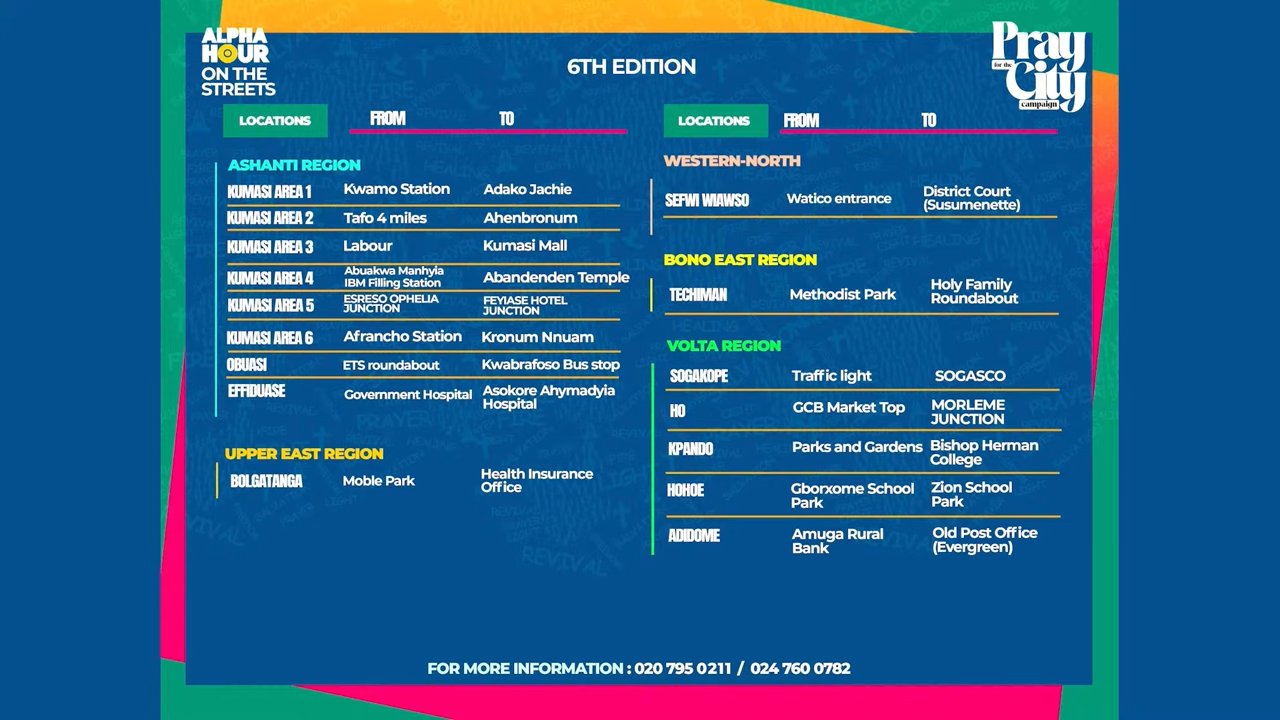 ALPHA
HOUR
ON THE
STREETS
6TH EDITION
Pray
for the
City
campaign
LOCATIONS FROM TO
ASHANTI REGION
KUMASI AREA 1 Kwamo Station Adako Jachie
KUMASI AREA 2 Tafo 4 miles Ahenbronum
KUMASI AREA 3 Labour Kumasi Mall
KUMASI AREA 4 Abuakwa Manhyia IBM Filling Station Abandenden Temple
KUMASI AREA 5 ESRESO OPHELIA JUNCTION FEYIASE HOTEL JUNCTION
KUMASI AREA 6 Afrancho Station Kronum Nnuam
OBUASI ETS roundabout Kwabrafoso Bus stop
EFFIDUASE Government Hospital Asokore Ahymadyia Hospital
UPPER EAST REGION
BOLGATANGA Moble Park Health Insurance Office
LOCATIONS FROM TO
WESTERN-NORTH
SEFWI WIAWSO Watico entrance District Court (Susumenette)
BONO EAST REGION
TECHIMAN Methodist Park Holy Family Roundabout
VOLTA REGION
SOGAKOPE Traffic light SOGASCO
HO GCB Market Top MORLEME JUNCTION
KPANDO Parks and Gardens Bishop Herman College
HOHOE Gborxome School Park Zion School Park
ADIDOME Amuga Rural Bank Old Post Office (Evergreen)
FOR MORE INFORMATION : 020 795 0211 / 024 760 0782